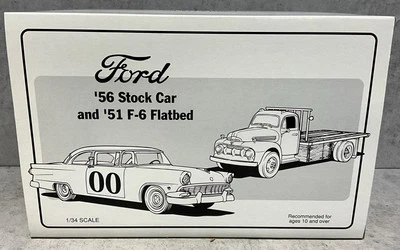 Ford
'56 Stock Car
and '51 F-6 Flatbed
00
1/34 SCALE
Recommended for
ages 10 and over